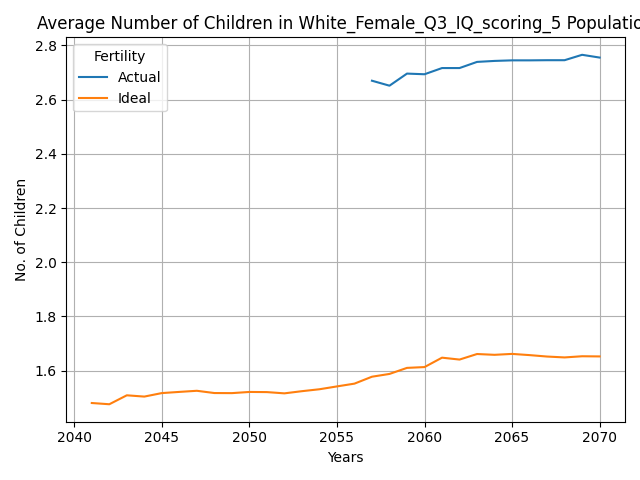 Average Number of Children in White_Female_Q3_IQ_scoring_5 Populatio
2.8
2.6
2.4
2.2
2.0
1.8
1.6
No. of Children
Fertility
Actual
Ideal
2040 2045 2050 2055 2060 2065 2070
Years